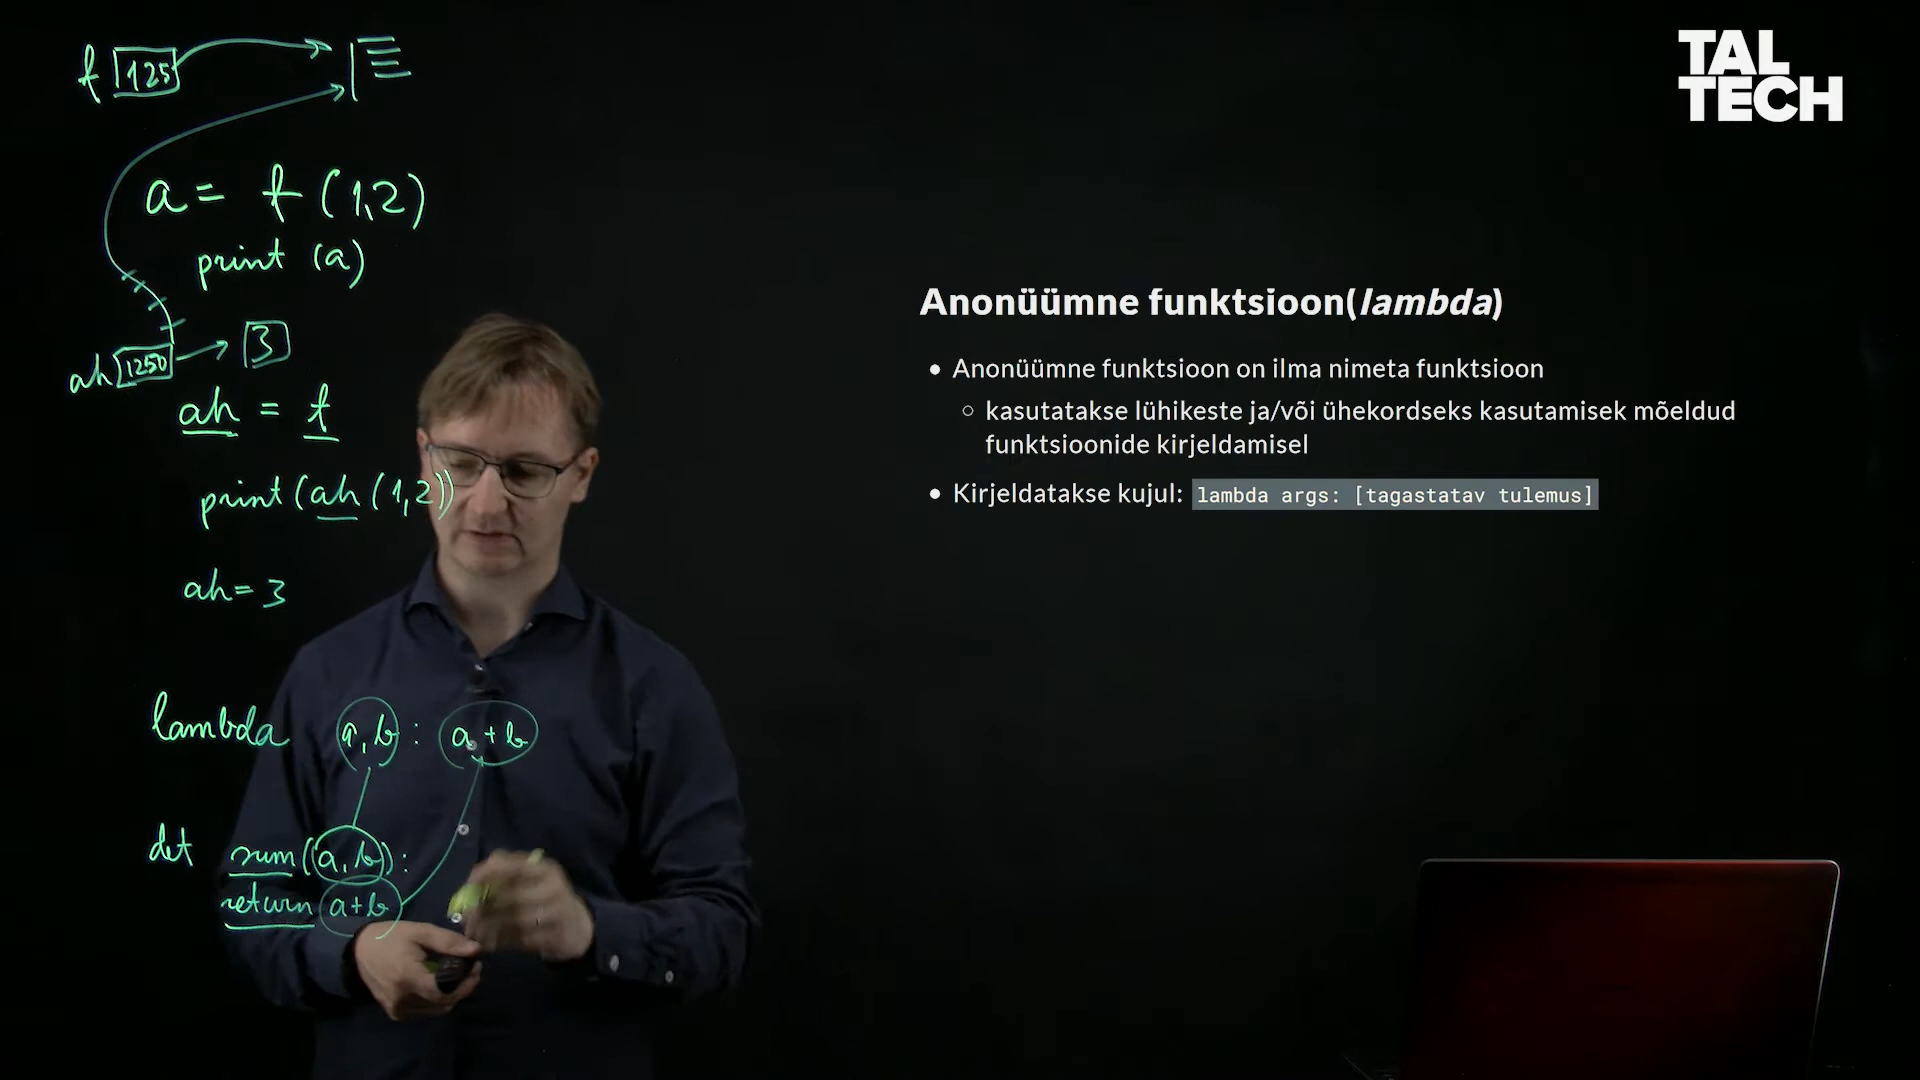 f 125
a = f (1,2)
print (a)
ah 1250 3
ah = f
print (ah (1,2))
ah = 3
lambda a, b : a + b
def sum (a, b) :
return a+b
TAL
TECH
Anonüümne funktsioon(lambda)
Anonüümne funktsioon on ilma nimeta funktsioon
kasutatakse lühikeste ja/või ühekordseks kasutamisek mõeldud
funktsioonide kirjeldamisel
Kirjeldatakse kujul: lambda args: [tagastatav tulemus]